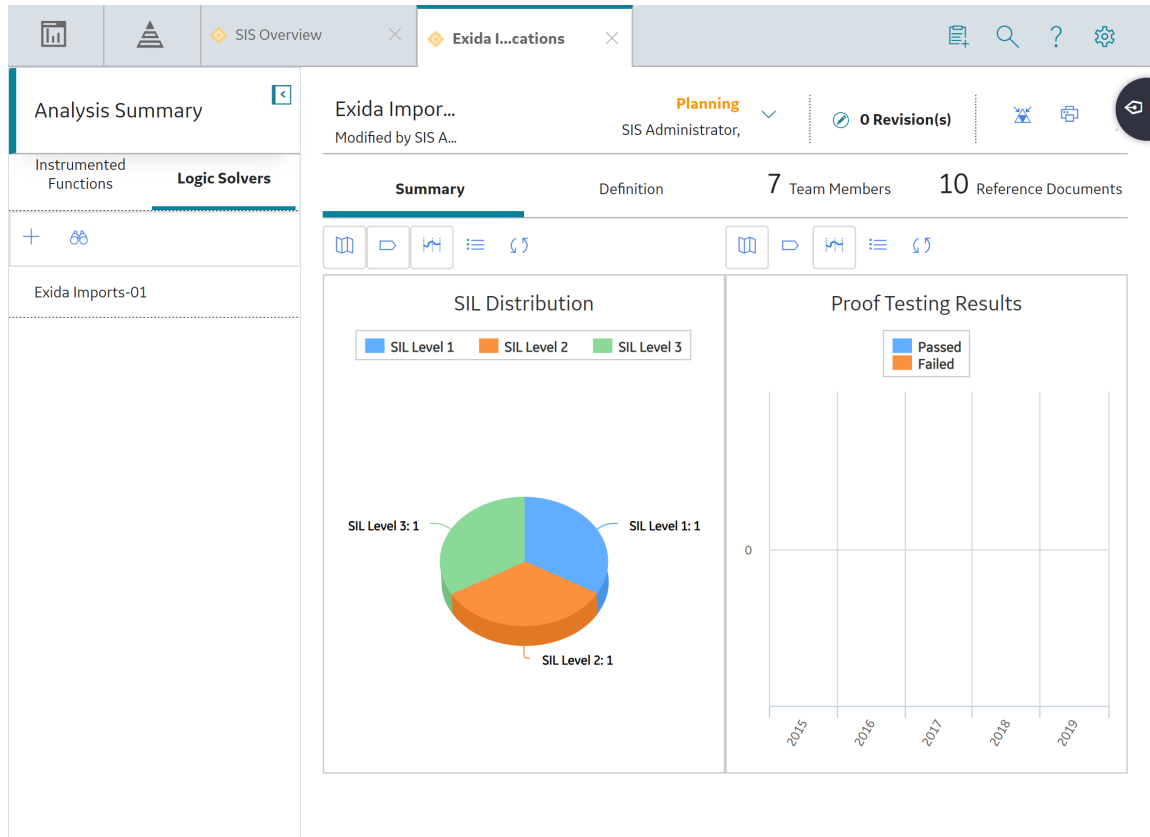 SIS Overview
Exida I...cations
Analysis Summary
Instrumented
Functions
Logic Solvers
Exida Imports-01
Exida Impor...
Modified by SIS A...
Planning
SIS Administrator,
0 Revision(s)
Summary
Definition
7 Team Members
10 Reference Documents
SIL Distribution
SIL Level 1
SIL Level 2
SIL Level 3
SIL Level 3: 1
SIL Level 1: 1
SIL Level 2: 1
Proof Testing Results
Passed
Failed
0
2015
2016
2017
2018
2019